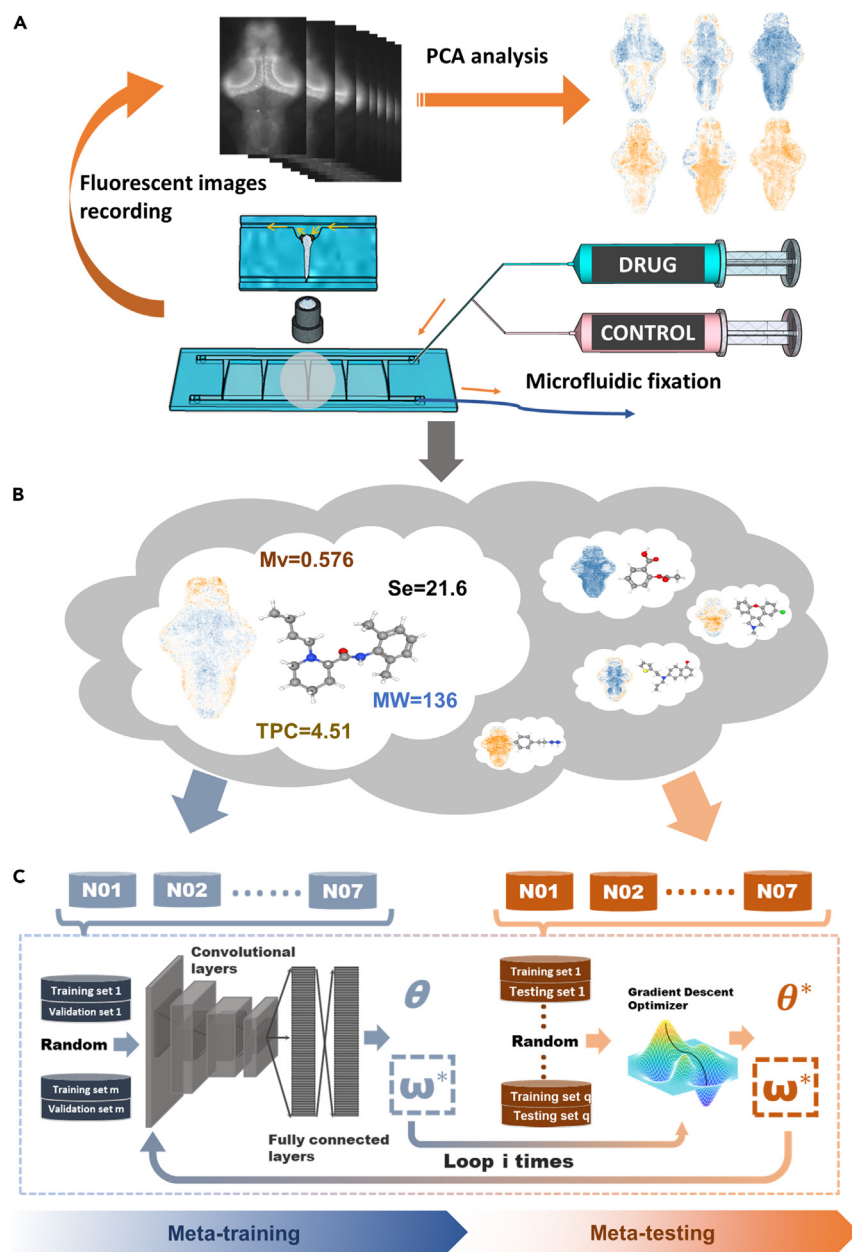 A
PCA analysis
Fluorescent images
recording
DRUG
CONTROL
Microfluidic fixation
B
Mv=0.576
Se=21.6
MW=136
TPC=4.51
C
N01 N02 ...... N07
N01 N02 ...... N07
Convolutional
layers
Training set 1
Validation set 1
Random
Training set m
Validation set m
Fully connected
layers
θ
ω*
Training set 1
Testing set 1
Random
Training set q
Testing set q
Gradient Descent
Optimizer
θ*
ω*
Loop i times
Meta-training
Meta-testing